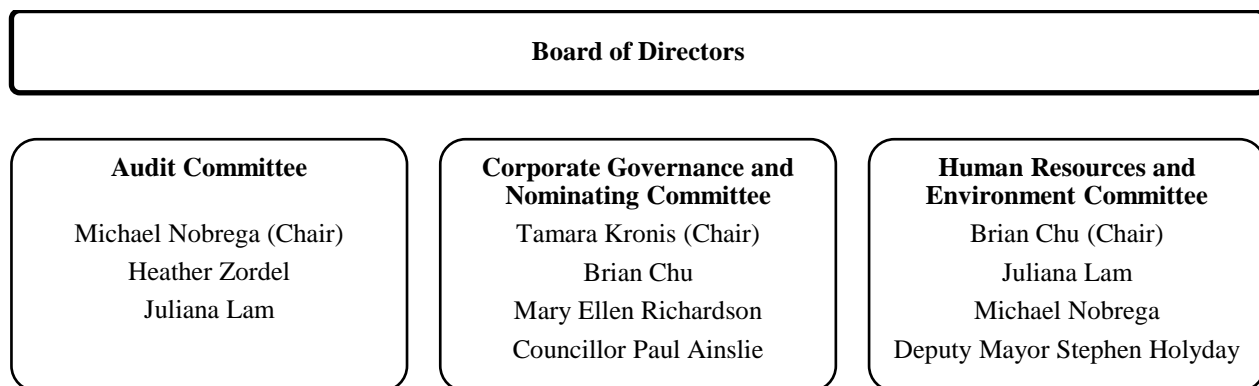 Board of Directors
Audit Committee
Michael Nobrega (Chair)
Heather Zordel
Juliana Lam
Corporate Governance and
Nominating Committee
Tamara Kronis (Chair)
Brian Chu
Mary Ellen Richardson
Councillor Paul Ainslie
Human Resources and
Environment Committee
Brian Chu (Chair)
Juliana Lam
Michael Nobrega
Deputy Mayor Stephen Holyday